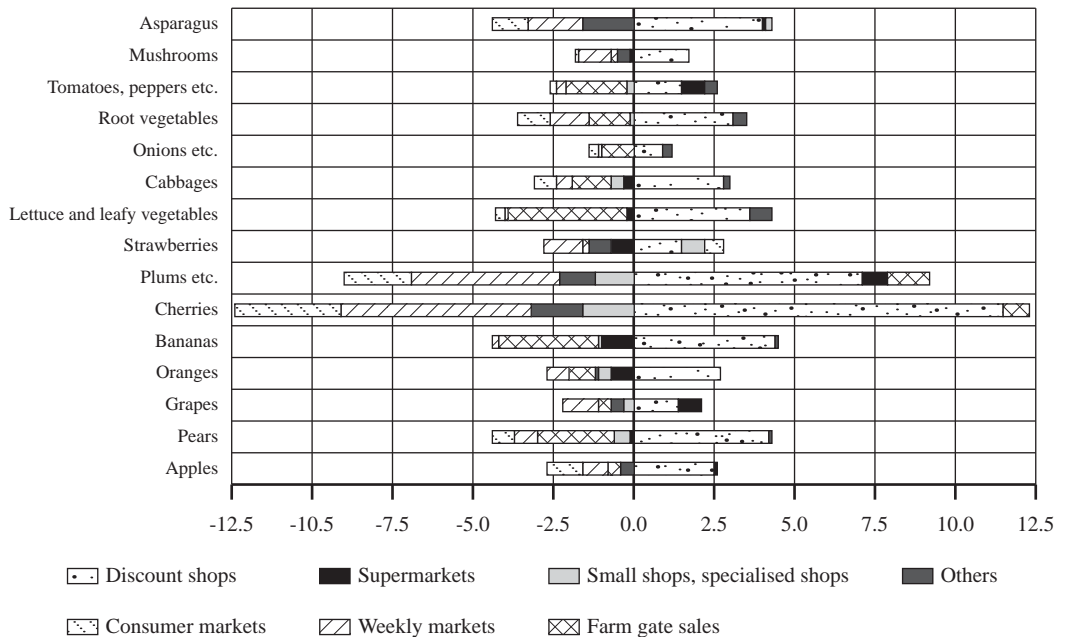 Asparagus
Mushrooms
Tomatoes, peppers etc.
Root vegetables
Onions etc.
Cabbages
Lettuce and leafy vegetables
Strawberries
Plums etc.
Cherries
Bananas
Oranges
Grapes
Pears
Apples
-12.5 -10.5 -7.5 -5.0 -2.5 0.0 2.5 5.0 7.5 10.0 12.5
Discount shops Supermarkets Small shops, specialised shops Others
Consumer markets Weekly markets Farm gate sales